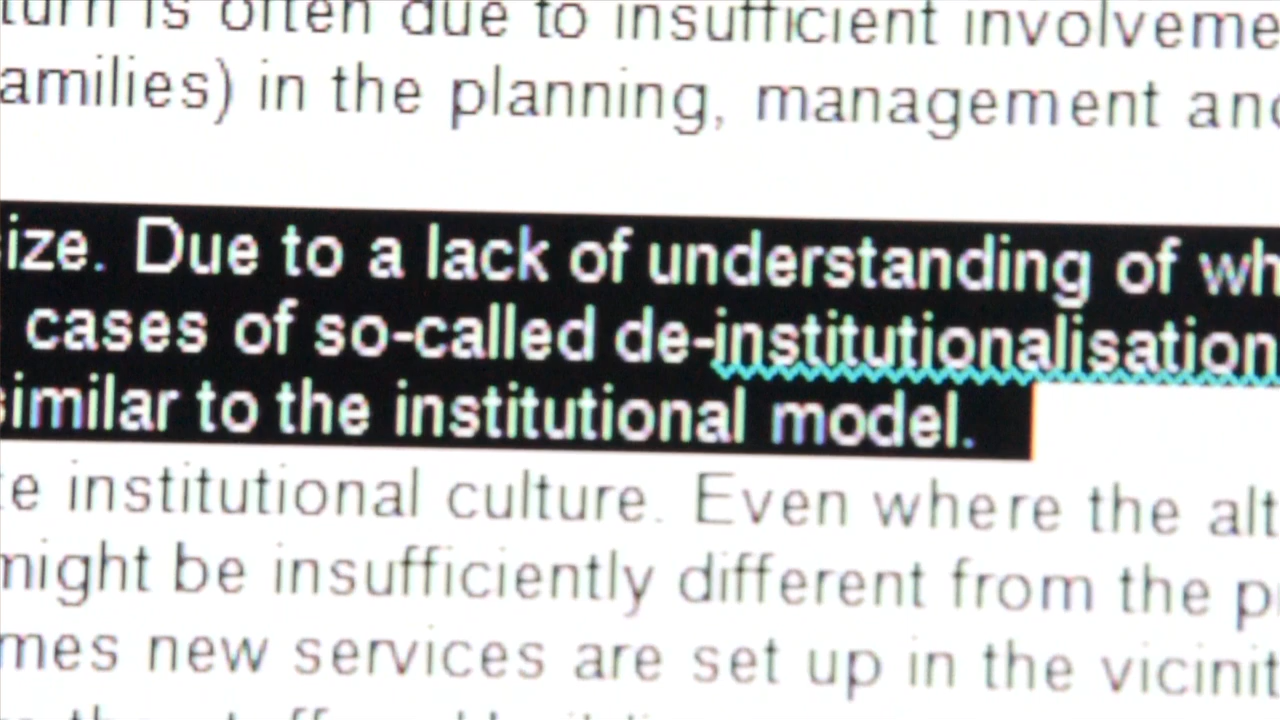 turn is often due to insufficient involveme
amilies) in the planning, management and
ize. Due to a lack of understanding of wh
cases of so-called de-institutionalisation
similar to the institutional model.
e institutional culture. Even where the alt
might be insufficiently different from the p
mes new services are set up in the vicinit